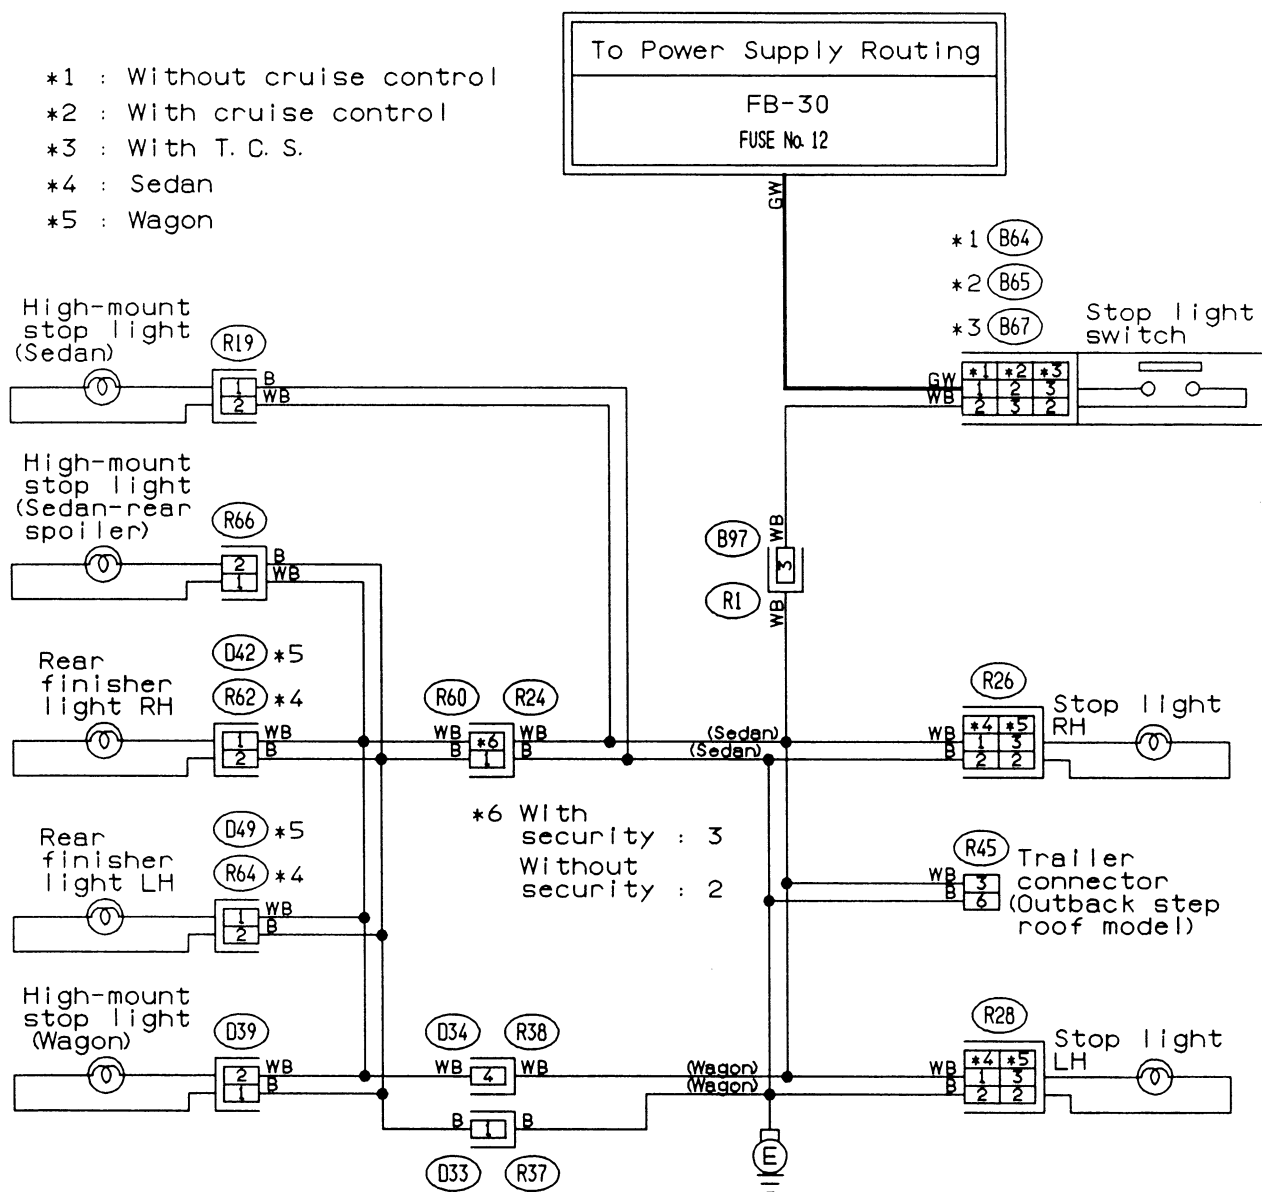 To Power Supply Routing
FB-30
FUSE No. 12
*1 : Without cruise control
*2 : With cruise control
*3 : With T. C. S.
*4 : Sedan
*5 : Wagon
GW
*1 B64
*2 B65
*3 B67
Stop light
switch
High-mount
stop light
(Sedan)
R19
1 B
2 WB
GW *1 *2 *3
1 2 3
WB 2 3 2
High-mount
stop light
(Sedan-rear
spoiler)
R66
2 B
1 WB
B97
WB
3
R1
WB
Rear
finisher
light RH
D42 *5
R62 *4
1 WB
2 B
R60 R24
WB *6 WB
B 1 B
(Sedan)
(Sedan)
R26
Stop light
RH
*4 *5
WB 1 3
B 2 2
*6 With
security : 3
Without
security : 2
Rear
finisher
light LH
D49 *5
R64 *4
1 WB
2 B
R45
Trailer
connector
(Outback step
roof model)
WB 3
B 6
High-mount
stop light
(Wagon)
D39
2 WB
1 B
D34 R38
WB 4 WB
B 1 B
D33 R37
(Wagon)
(Wagon)
R28
Stop light
LH
*4 *5
WB 1 3
B 2 2
E